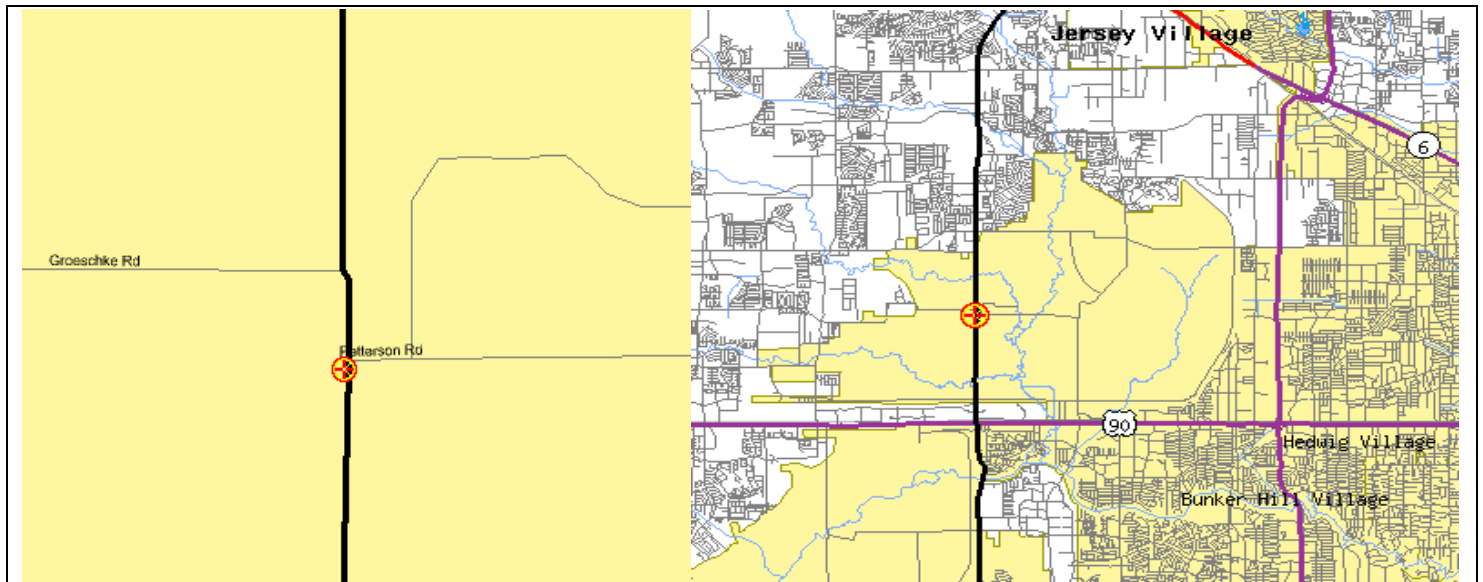 Groeschke Rd
Patterson Rd
Jersey Village
6
90
Hedwig Village
Bunker Hill Village